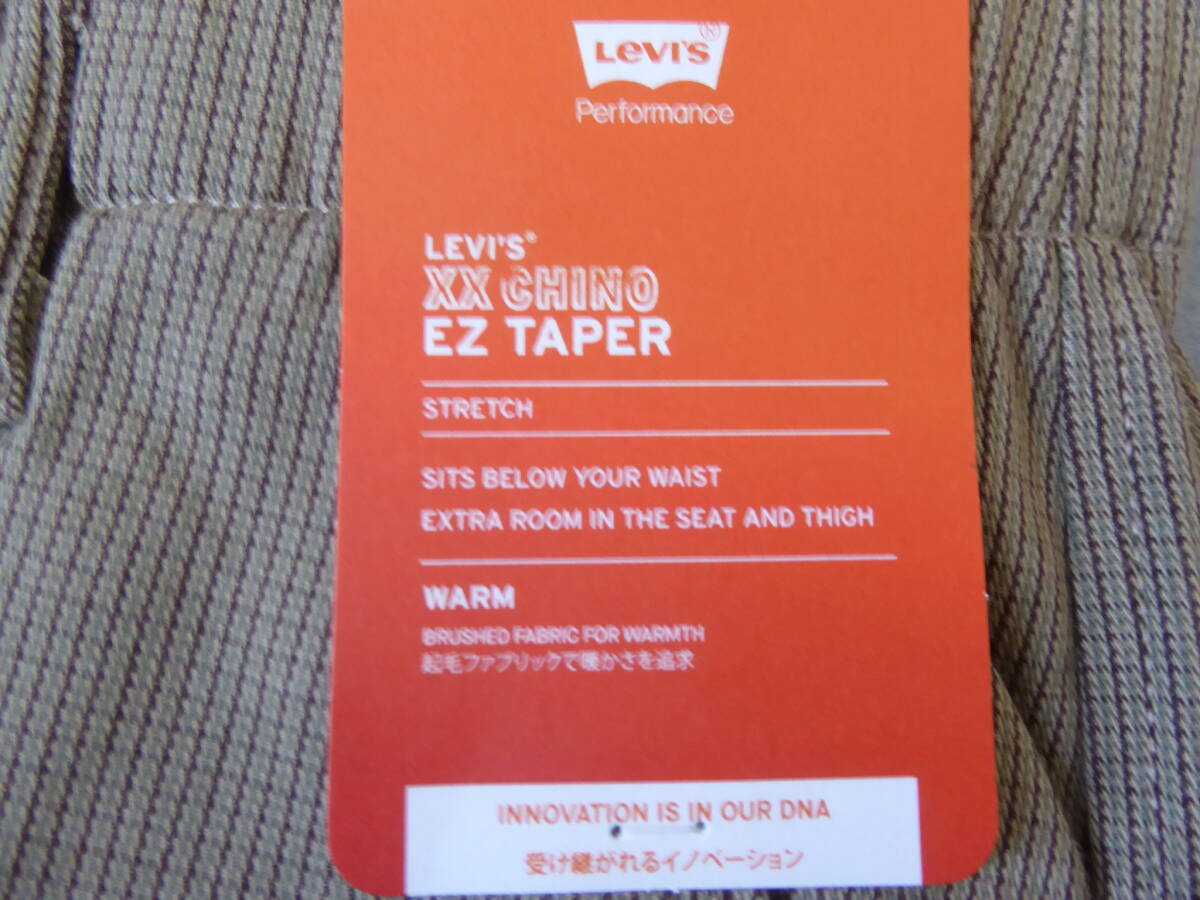 LEVI'S®
Performance
LEVI'S®
XX CHINO
EZ TAPER
STRETCH
SITS BELOW YOUR WAIST
EXTRA ROOM IN THE SEAT AND THIGH
WARM
BRUSHED FABRIC FOR WARMTH
起毛ファブリックで暖かさを追求
INNOVATION IS IN OUR DNA
受け継がれるイノベーション